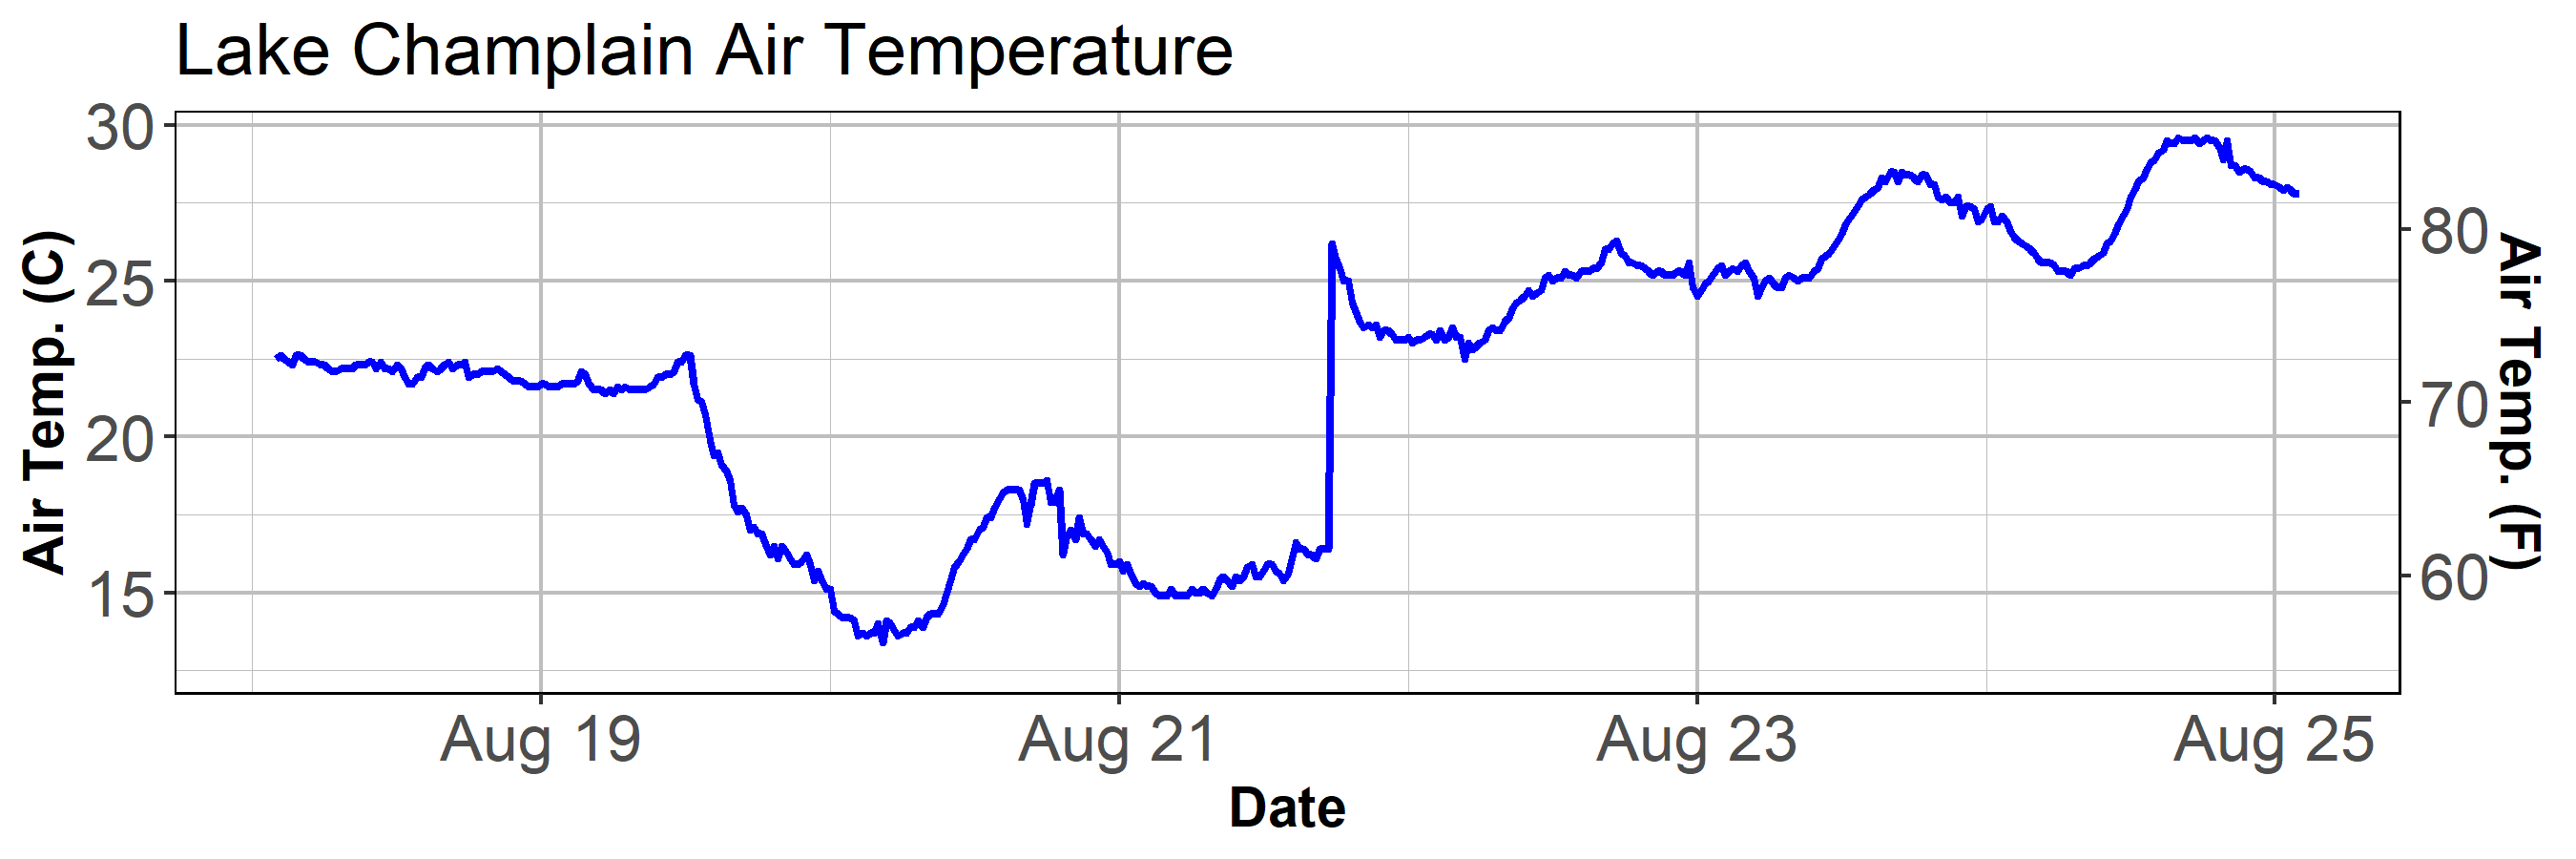 Lake Champlain Air Temperature
30
25
20
15
Air Temp. (C)
80
70
60
Air Temp. (F)
Aug 19 Aug 21 Aug 23 Aug 25
Date